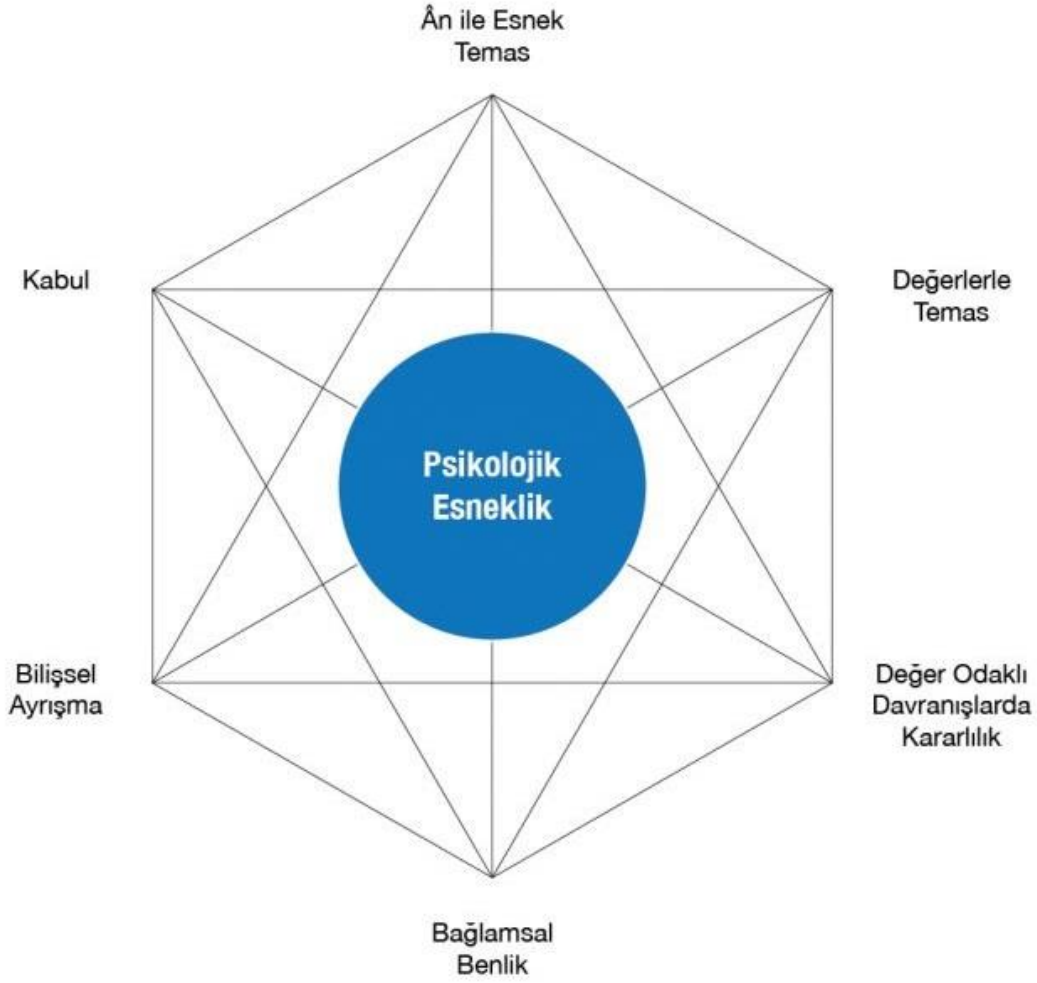 Ân ile Esnek
Temas
Kabul
Değerlerle
Temas
Psikolojik
Esneklik
Bilişsel
Ayrışma
Değer Odaklı
Davranışlarda
Kararlılık
Bağlamsal
Benlik